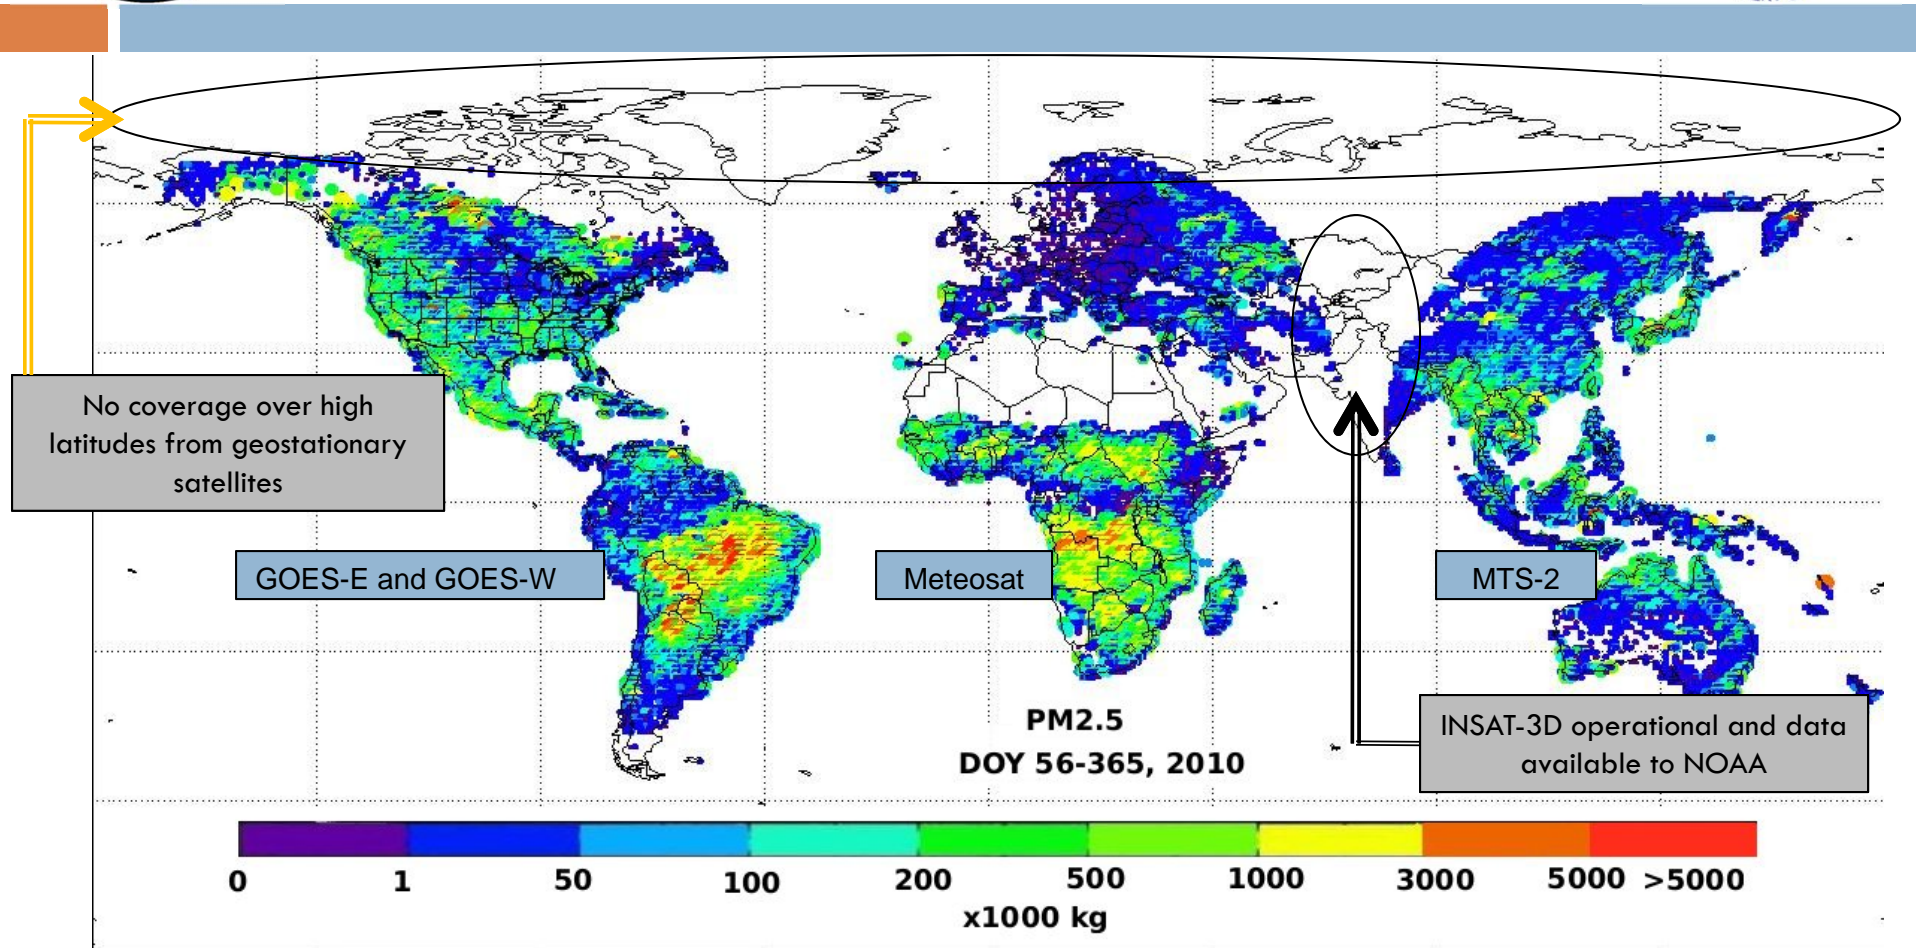 No coverage over high
latitudes from geostationary
satellites
GOES-E and GOES-W
Meteosat
MTS-2
PM2.5
DOY 56-365, 2010
INSAT-3D operational and data
available to NOAA
0 1 50 100 200 500 1000 3000 5000 >5000
x1000 kg